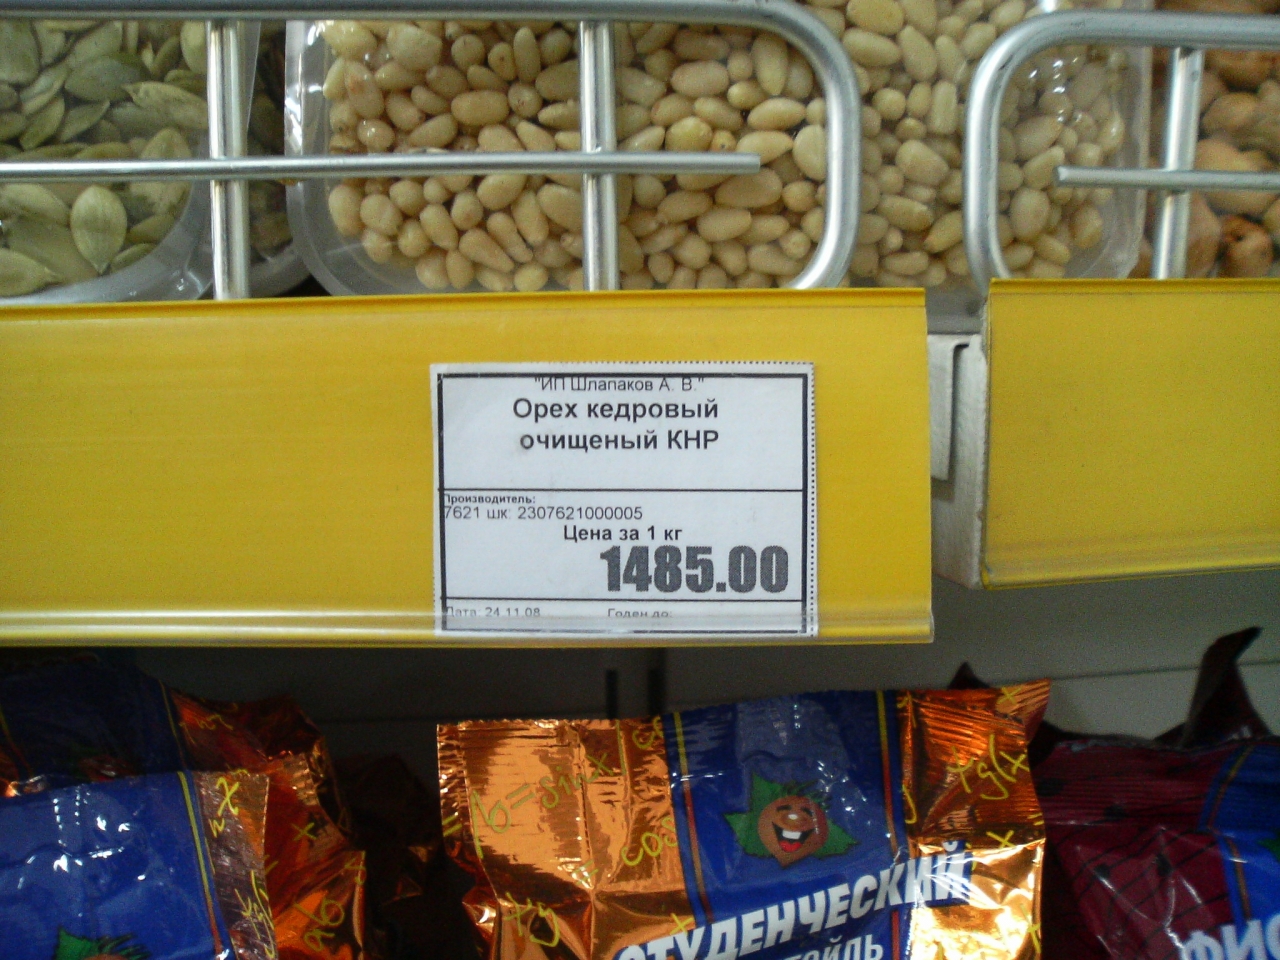 "ИП Шлапаков А. В."
Орех кедровый
очищеный КНР
Производитель:
7621 шк: 2307621000005
Цена за 1 кг
1485.00
Дата: 24.11.08 Годен до:
СТУДЕНЧЕСКИЙ